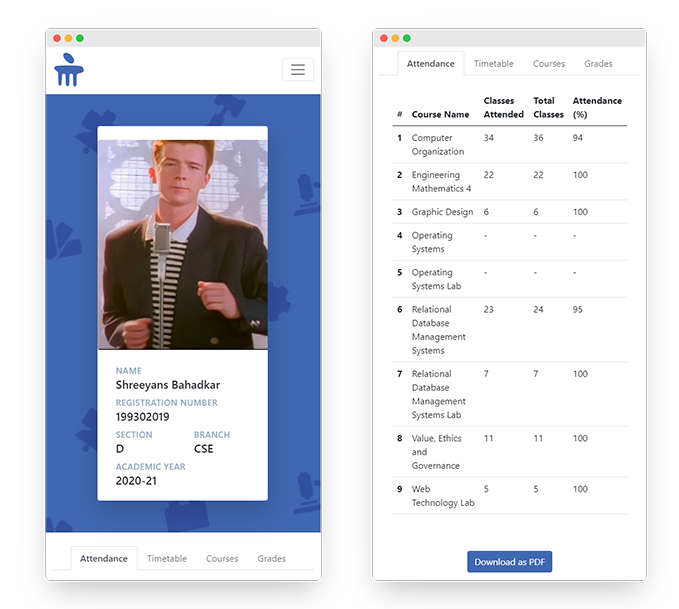 NAME
Shreeyans Bahadkar
REGISTRATION NUMBER
199302019
SECTION BRANCH
D CSE
ACADEMIC YEAR
2020-21
Attendance Timetable Courses Grades
Attendance Timetable Courses Grades
# Course Name Classes Attended Total Classes Attendance (%)
1 Computer Organization 34 36 94
2 Engineering Mathematics 4 22 22 100
3 Graphic Design 6 6 100
4 Operating Systems - - -
5 Operating Systems Lab - - -
6 Relational Database Management Systems 23 24 95
7 Relational Database Management Systems Lab 7 7 100
8 Value, Ethics and Governance 11 11 100
9 Web Technology Lab 5 5 100
Download as PDF